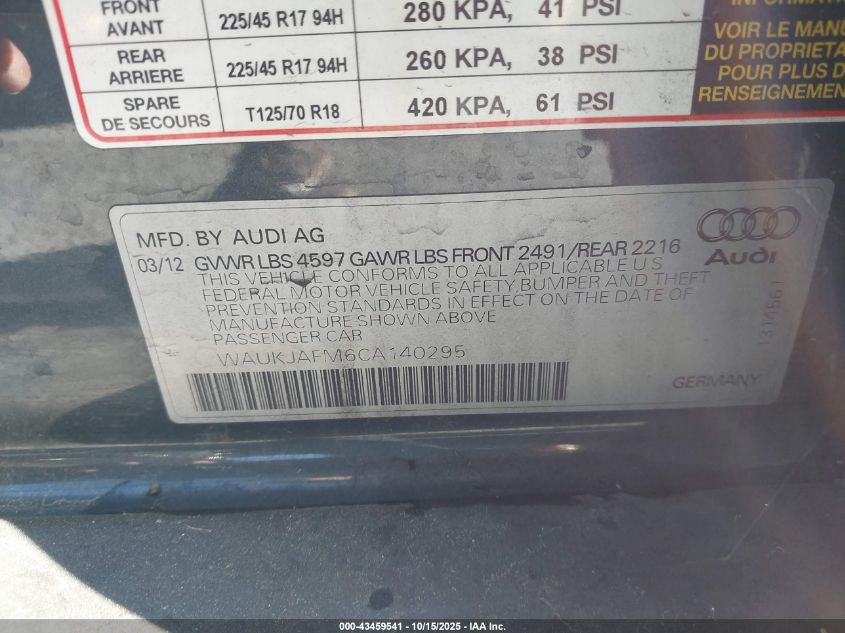 FRONT 225/45 R17 94H 280 KPA, 41 PSI
AVANT
REAR 225/45 R17 94H 260 KPA, 38 PSI
ARRIERE
SPARE T125/70 R18 420 KPA, 61 PSI
DE SECOURS
VOIR LE MANU
DU PROPRIETA
POUR PLUS D
RENSEIGNEMEN
MFD. BY AUDI AG
03/12 GVWR LBS 4597 GAWR LBS FRONT 2491/REAR 2216
THIS VEHICLE CONFORMS TO ALL APPLICABLE U S
FEDERAL MOTOR VEHICLE SAFETY,BUMPER AND THEFT
PREVENTION STANDARDS IN EFFECT ON THE DATE OF
MANUFACTURE SHOWN ABOVE
PASSENGER CAR
WAUKJAFM6CA140295
Audi
GERMANY
000-43459541 - 10/15/2025 - IAA Inc.